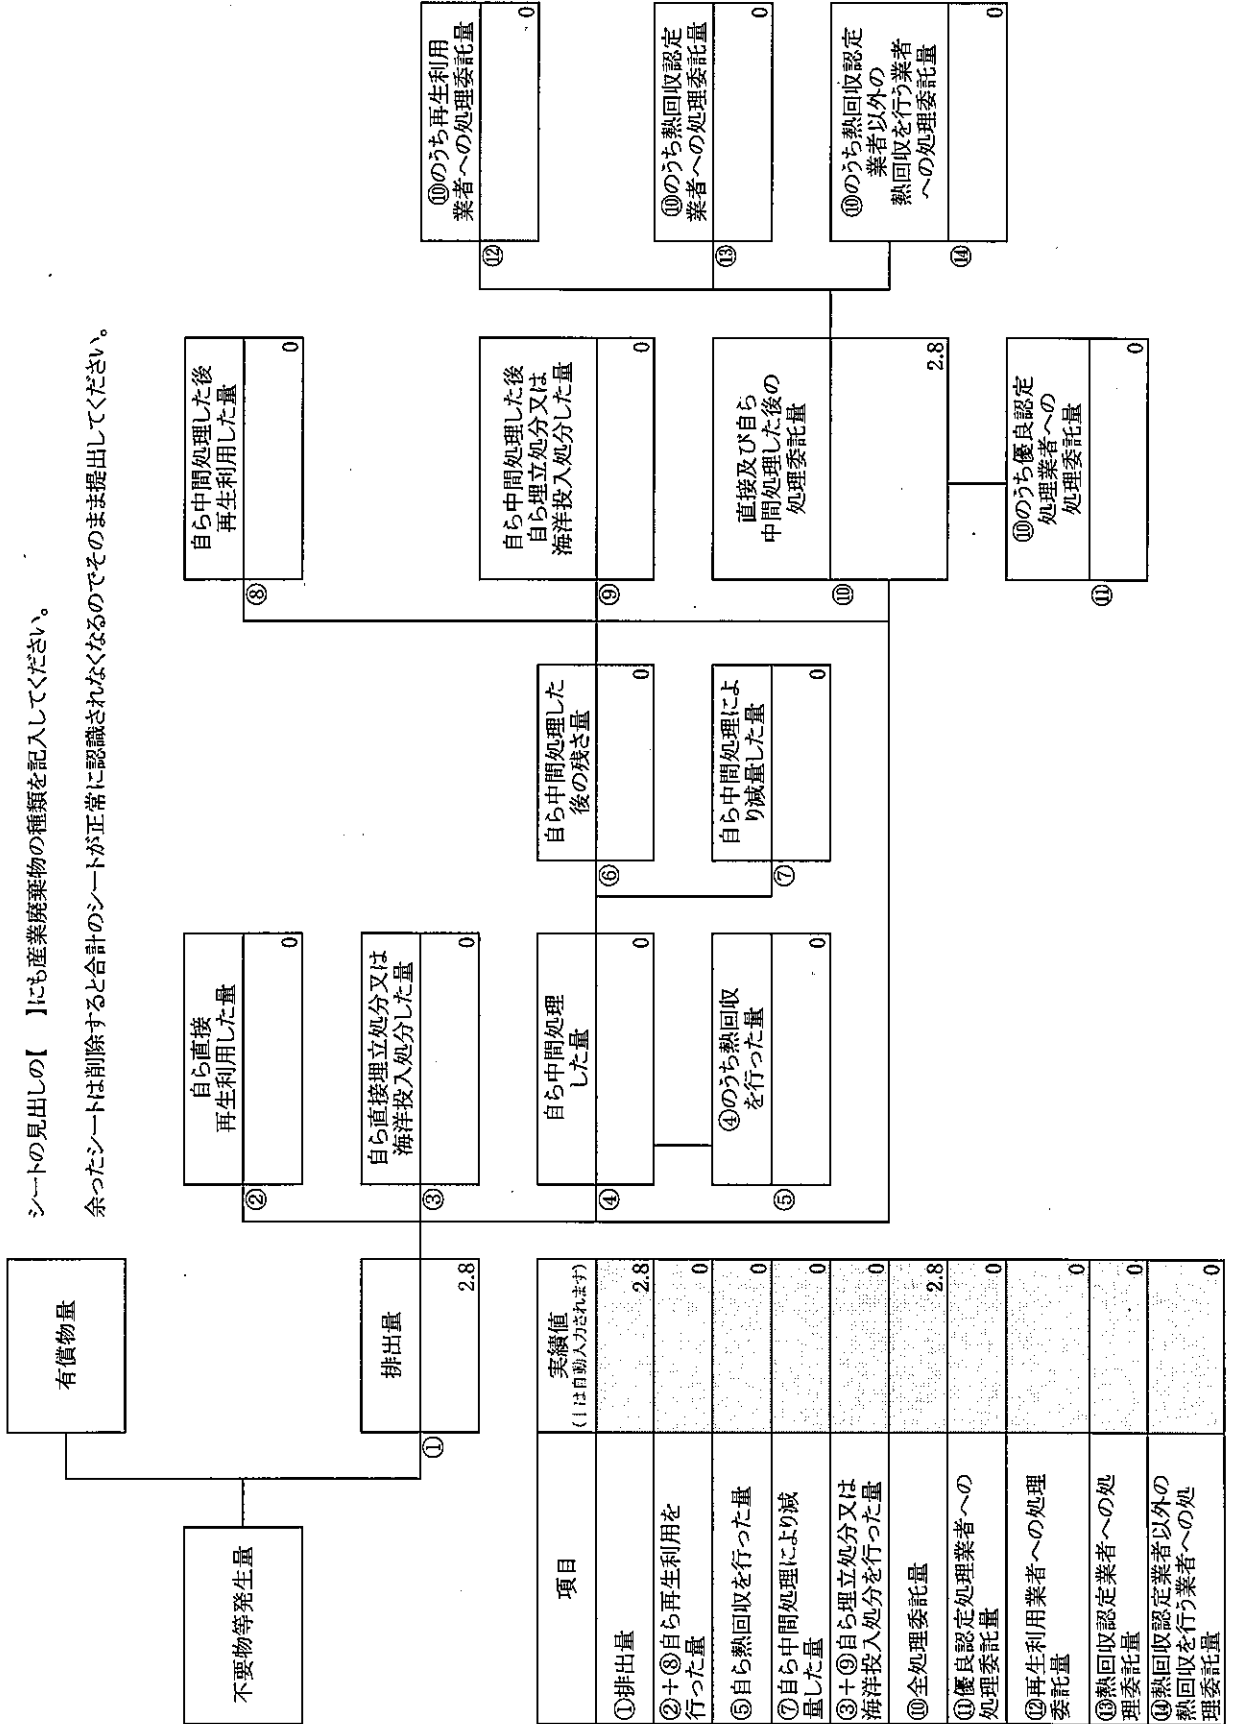 シートの見出しの【　　】にも産業廃棄物の種類を記入してください。
余ったシートは削除すると合計のシートが正常に認識されなくなるのでそのまま提出してください。
不要物等発生量
有償物量
①
排出量
2.8
②
自ら直接
再生利用した量
0
③
自ら直接埋立処分又は
海洋投入処分した量
0
④
自ら中間処理
した量
0
⑤
④のうち熱回収
を行った量
0
⑥
自ら中間処理した
後の残さ量
0
⑦
自ら中間処理によ
り減量した量
0
⑧
自ら中間処理した後
再生利用した量
0
⑨
自ら中間処理した後
自ら埋立処分又は
海洋投入処分した量
0
⑩
直接及び自ら
中間処理した後の
処理委託量
2.8
⑪
⑩のうち優良認定
処理業者への
処理委託量
0
⑫
⑩のうち再生利用
業者への処理委託量
0
⑬
⑩のうち熱回収認定
業者への処理委託量
0
⑭
⑩のうち熱回収認定
業者以外の
熱回収を行う業者
への処理委託量
0
項目
実績値
は自動入力されます)
①排出量
2.8
②+⑧自ら再生利用を
行った量
0
⑤自ら熱回収を行った量
0
⑦自ら中間処理により減
量した量
0
③+⑨自ら埋立処分又は
海洋投入処分を行った量
0
⑩全処理委託量
2.8
⑪優良認定処理業者への
処理委託量
0
⑫再生利用業者への処理
委託量
0
⑬熱回収認定業者への処
理委託量
0
⑭熱回収認定業者以外の
熱回収を行う業者への処
理委託量
0